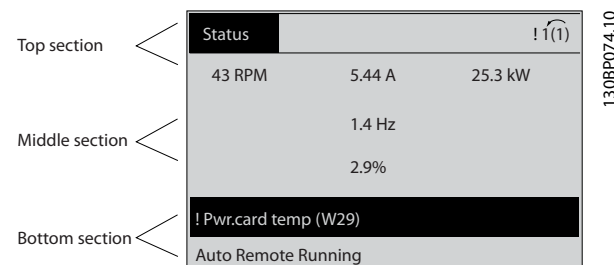 Status
! 1(1)
Top section
43 RPM 5.44 A 25.3 kW
1.4 Hz
Middle section
2.9%
! Pwr.card temp (W29)
Bottom section
Auto Remote Running
130BP074.10